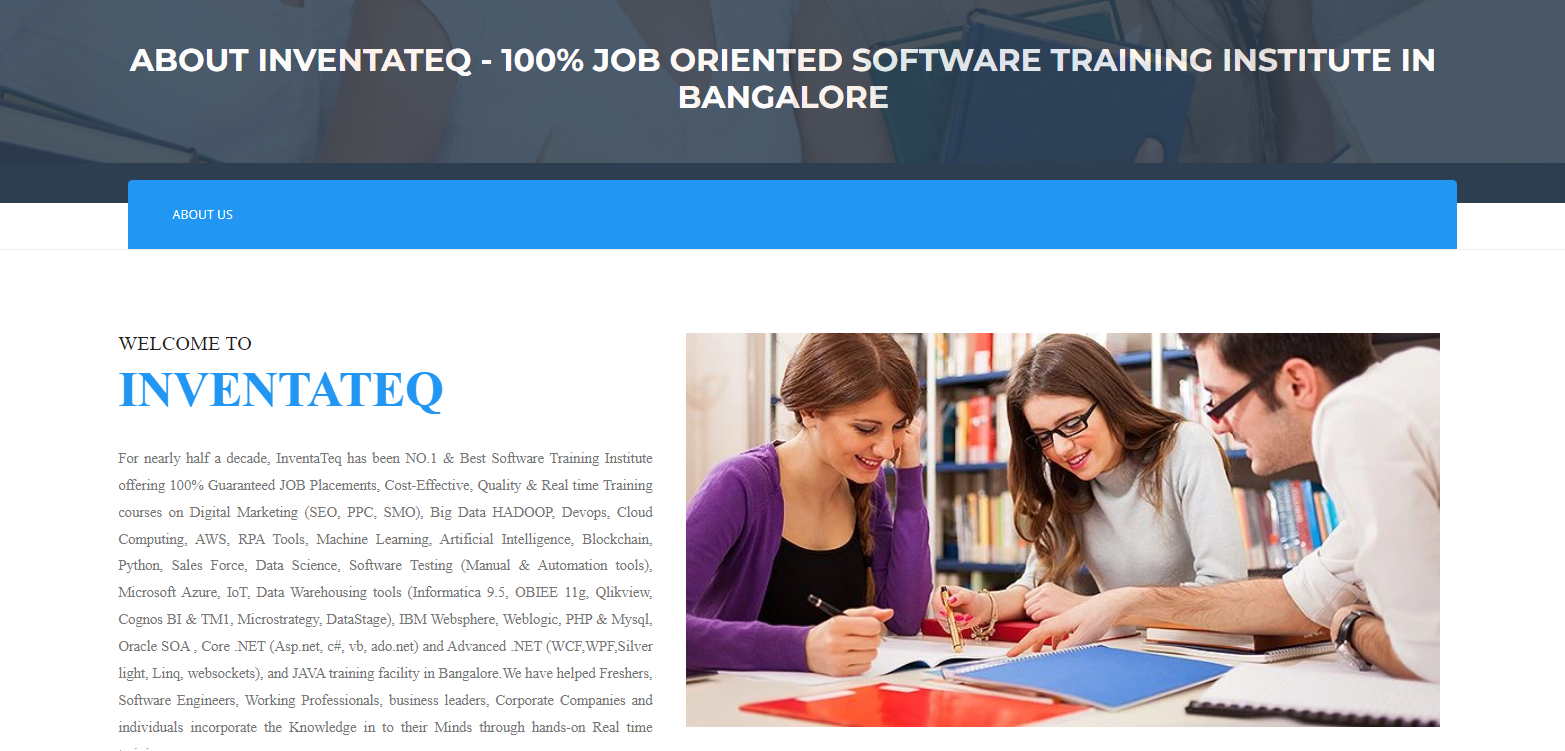 ABOUT INVENTATEQ - 100% JOB ORIENTED SOFTWARE TRAINING INSTITUTE IN
BANGALORE
ABOUT US
WELCOME TO
INVENTATEQ
For nearly half a decade, InventaTeq has been NO.1 & Best Software Training Institute
offering 100% Guaranteed JOB Placements, Cost-Effective, Quality & Real time Training
courses on Digital Marketing (SEO, PPC, SMO), Big Data HADOOP, Devops, Cloud
Computing, AWS, RPA Tools, Machine Learning, Artificial Intelligence, Blockchain,
Python, Sales Force, Data Science, Software Testing (Manual & Automation tools),
Microsoft Azure, IoT, Data Warehousing tools (Informatica 9.5, OBIEE 11g, Qlikview,
Cognos BI & TM1, Microstrategy, DataStage), IBM Websphere, Weblogic, PHP & Mysql,
Oracle SOA , Core .NET (Asp.net, c#, vb, ado.net) and Advanced .NET (WCF,WPF,Silver
light, Linq, websockets), and JAVA training facility in Bangalore.We have helped Freshers,
Software Engineers, Working Professionals, business leaders, Corporate Companies and
individuals incorporate the Knowledge in to their Minds through hands-on Real time